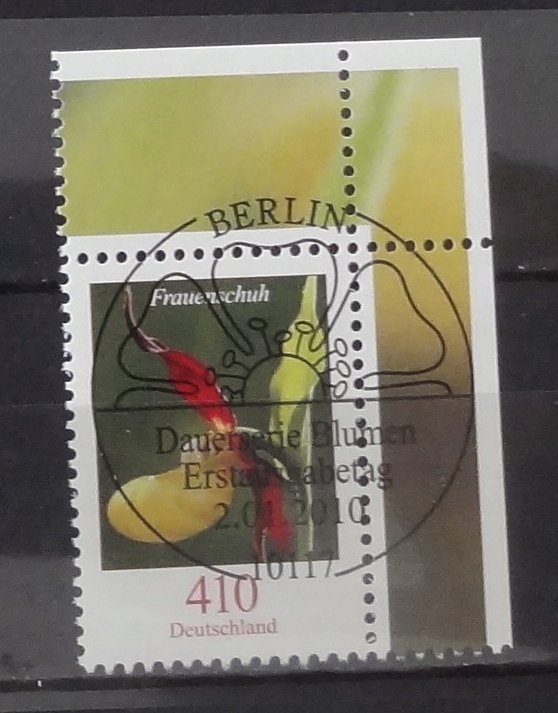 BERLIN
Frauenschuh
Dauerserie Blumen
Erstausgabetag
2.01.2010
10117
410
Deutschland